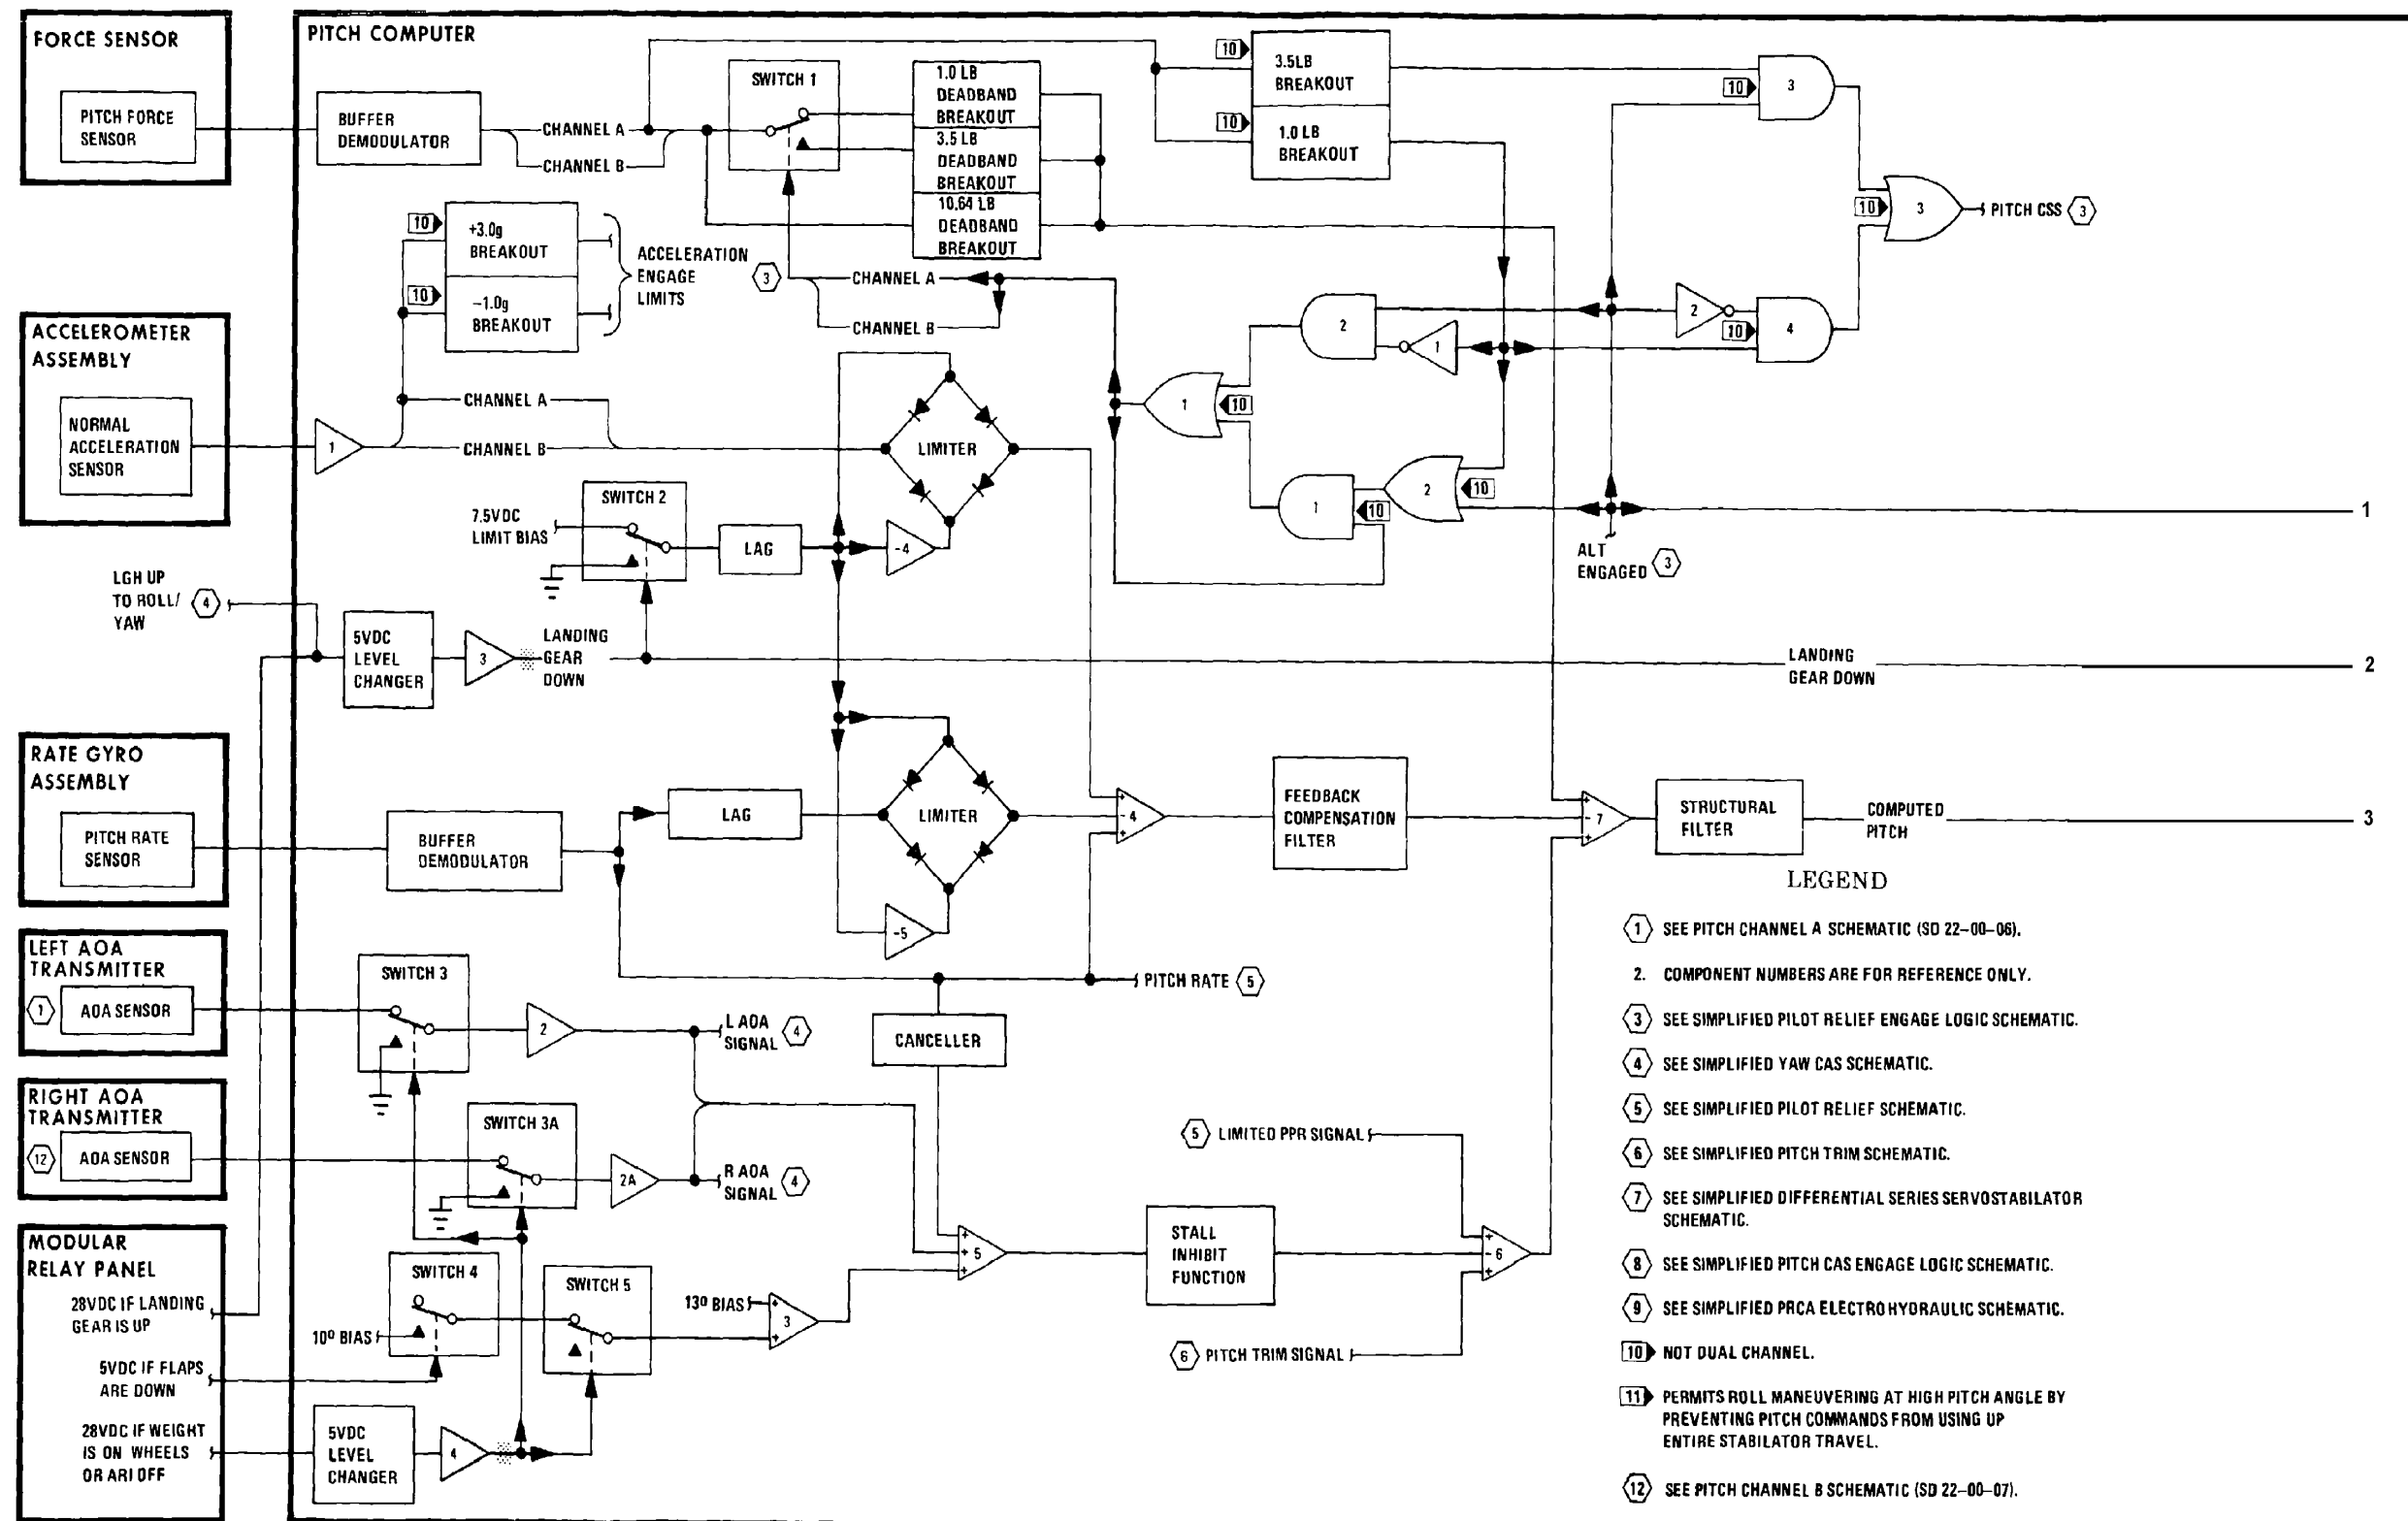 FORCE SENSOR
PITCH FORCE
SENSOR
PITCH COMPUTER
BUFFER
DEMODULATOR
CHANNEL A
CHANNEL B
SWITCH 1
1.0 LB
DEADBAND
BREAKOUT
3.5 LB
DEADBAND
BREAKOUT
10.64 LB
DEADBAND
BREAKOUT
10
3.5LB
BREAKOUT
10
1.0 LB
BREAKOUT
10
3
10
3
PITCH CSS 3
10
+3.0g
BREAKOUT
10
-1.0g
BREAKOUT
ACCELERATION
ENGAGE
LIMITS
3
CHANNEL A
CHANNEL B
2
1
2
10
4
ACCELEROMETER
ASSEMBLY
NORMAL
ACCELERATION
SENSOR
1
CHANNEL A
CHANNEL B
LIMITER
1
10
1
10
2
10
1
ALT
ENGAGED 3
SWITCH 2
7.5VDC
LIMIT BIAS
LAG
-4
LGH UP
TO ROLL/
YAW
4
5VDC
LEVEL
CHANGER
3
LANDING
GEAR
DOWN
LANDING
GEAR DOWN
2
RATE GYRO
ASSEMBLY
PITCH RATE
SENSOR
BUFFER
DEMODULATOR
LAG
LIMITER
-5
+
- 4
+
FEEDBACK
COMPENSATION
FILTER
+
- 7
+
STRUCTURAL
FILTER
COMPUTED
PITCH
3
PITCH RATE 5
LEFT AOA
TRANSMITTER
1
AOA SENSOR
SWITCH 3
2
L AOA
SIGNAL 4
CANCELLER
RIGHT AOA
TRANSMITTER
12
AOA SENSOR
SWITCH 3A
2A
R AOA
SIGNAL 4
MODULAR
RELAY PANEL
28VDC IF LANDING
GEAR IS UP
5VDC IF FLAPS
ARE DOWN
28VDC IF WEIGHT
IS ON WHEELS
OR ARI OFF
SWITCH 4
10º BIAS
SWITCH 5
13º BIAS
+
3
+
5VDC
LEVEL
CHANGER
4
+
+ 5
+
STALL
INHIBIT
FUNCTION
5 LIMITED PPR SIGNAL
+
- 6
+
6 PITCH TRIM SIGNAL
LEGEND
1 SEE PITCH CHANNEL A SCHEMATIC (SD 22-00-06).
2. COMPONENT NUMBERS ARE FOR REFERENCE ONLY.
3 SEE SIMPLIFIED PILOT RELIEF ENGAGE LOGIC SCHEMATIC.
4 SEE SIMPLIFIED YAW CAS SCHEMATIC.
5 SEE SIMPLIFIED PILOT RELIEF SCHEMATIC.
6 SEE SIMPLIFIED PITCH TRIM SCHEMATIC.
7 SEE SIMPLIFIED DIFFERENTIAL SERIES SERVOSTABILATOR
SCHEMATIC.
8 SEE SIMPLIFIED PITCH CAS ENGAGE LOGIC SCHEMATIC.
9 SEE SIMPLIFIED PRCA ELECTROHYDRAULIC SCHEMATIC.
10 NOT DUAL CHANNEL.
11 PERMITS ROLL MANEUVERING AT HIGH PITCH ANGLE BY
PREVENTING PITCH COMMANDS FROM USING UP
ENTIRE STABILATOR TRAVEL.
12 SEE PITCH CHANNEL B SCHEMATIC (SD 22-00-07).